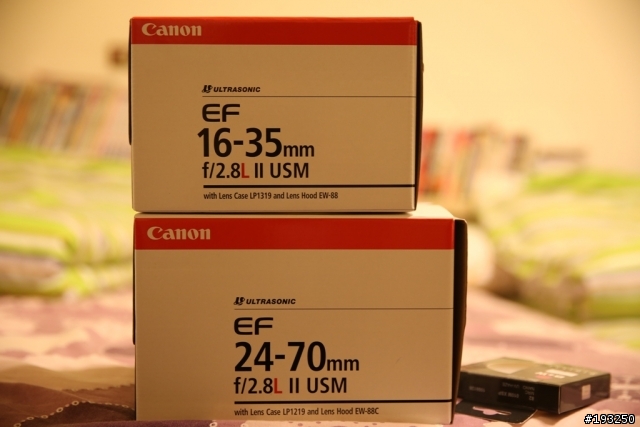 Canon
ULTRASONIC
EF
16-35mm
f/2.8L II USM
with Lens Case LP1319 and Lens Hood EW-88
Canon
ULTRASONIC
EF
24-70mm
f/2.8L II USM
with Lens Case LP1219 and Lens Hood EW-88C
#193250